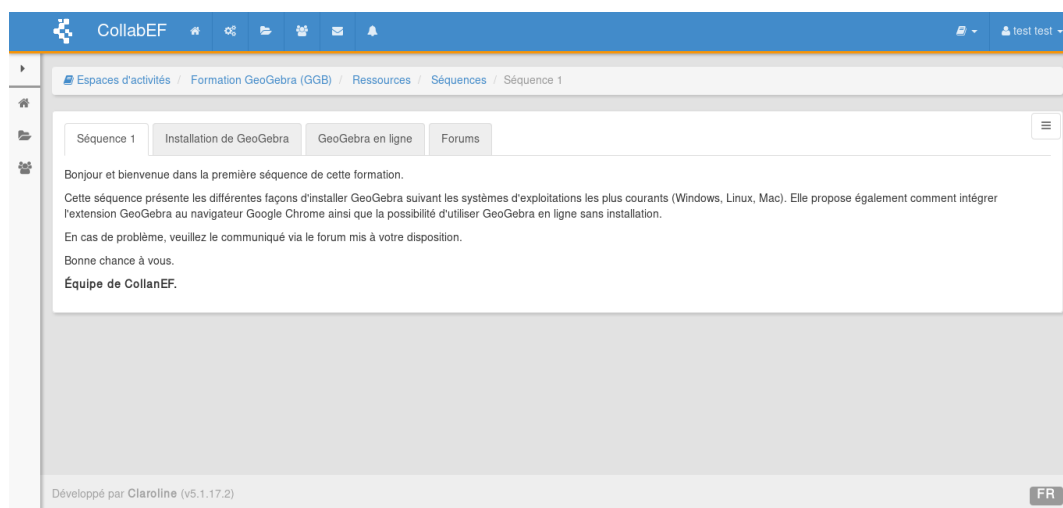 CollabEF
test test
Espaces d'activités / Formation GeoGebra (GGB) / Ressources / Séquences / Séquence 1
Séquence 1 Installation de GeoGebra GeoGebra en ligne Forums
Bonjour et bienvenue dans la première séquence de cette formation.
Cette séquence présente les différentes façons d'installer GeoGebra suivant les systèmes d'exploitations les plus courants (Windows, Linux, Mac). Elle propose également comment intégrer
l'extension GeoGebra au navigateur Google Chrome ainsi que la possibilité d'utiliser GeoGebra en ligne sans installation.
En cas de problème, veuillez le communiqué via le forum mis à votre disposition.
Bonne chance à vous.
Équipe de CollanEF.
Développé par Claroline (v5.1.17.2)
FR